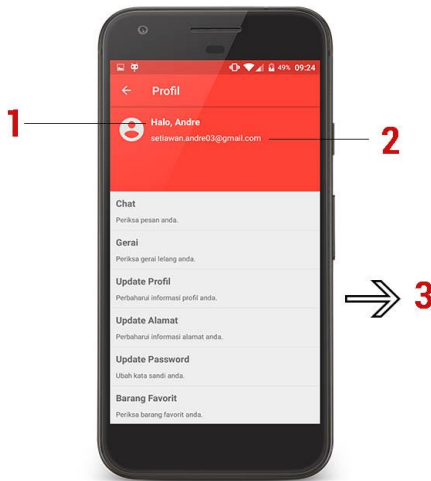 49% 09:24
Profil
1
Halo, Andre
setiawan.andre03@gmail.com
2
Chat
Periksa pesan anda.
Gerai
Periksa gerai lelang anda.
Update Profil
Perbaharui informasi profil anda.
3
Update Alamat
Perbaharui informasi alamat anda.
Update Password
Ubah kata sandi anda.
Barang Favorit
Periksa barang favorit anda.